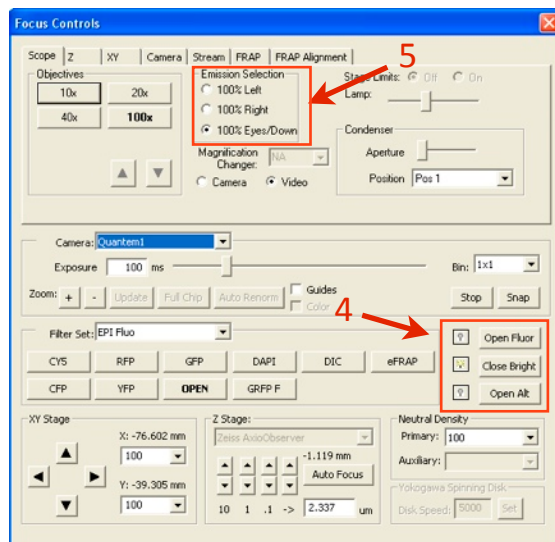 Focus Controls
Scope Z XY Camera Stream FRAP FRAP Alignment
5
Objectives
10x 20x
40x 100x
Emission Selection
100% Left
100% Right
100% Eyes/Down
Magnification
Changer: NA
Camera Video
Stage Limits: Off On
Lamp:
Condenser
Aperture
Position Pos 1
Camera: Quantem1
Exposure 100 ms
Bin: 1x1
Zoom: + - Update Full Chip Auto Renorm
Guides
Color
Stop Snap
4
Filter Set: EPI Fluo
CY5 RFP GFP DAPI DIC eFRAP
CFP YFP OPEN GRFP F
Open Fluor
Close Bright
Open Alt
XY Stage
X: -76.602 mm
100
Y: -39.305 mm
100
Z Stage:
Zeiss AxioObserver
-1.119 mm
Auto Focus
10 1 .1 -> 2.337 um
Neutral Density
Primary: 100
Auxiliary:
Yokogawa Spinning Disk
Disk Speed: 5000 Set